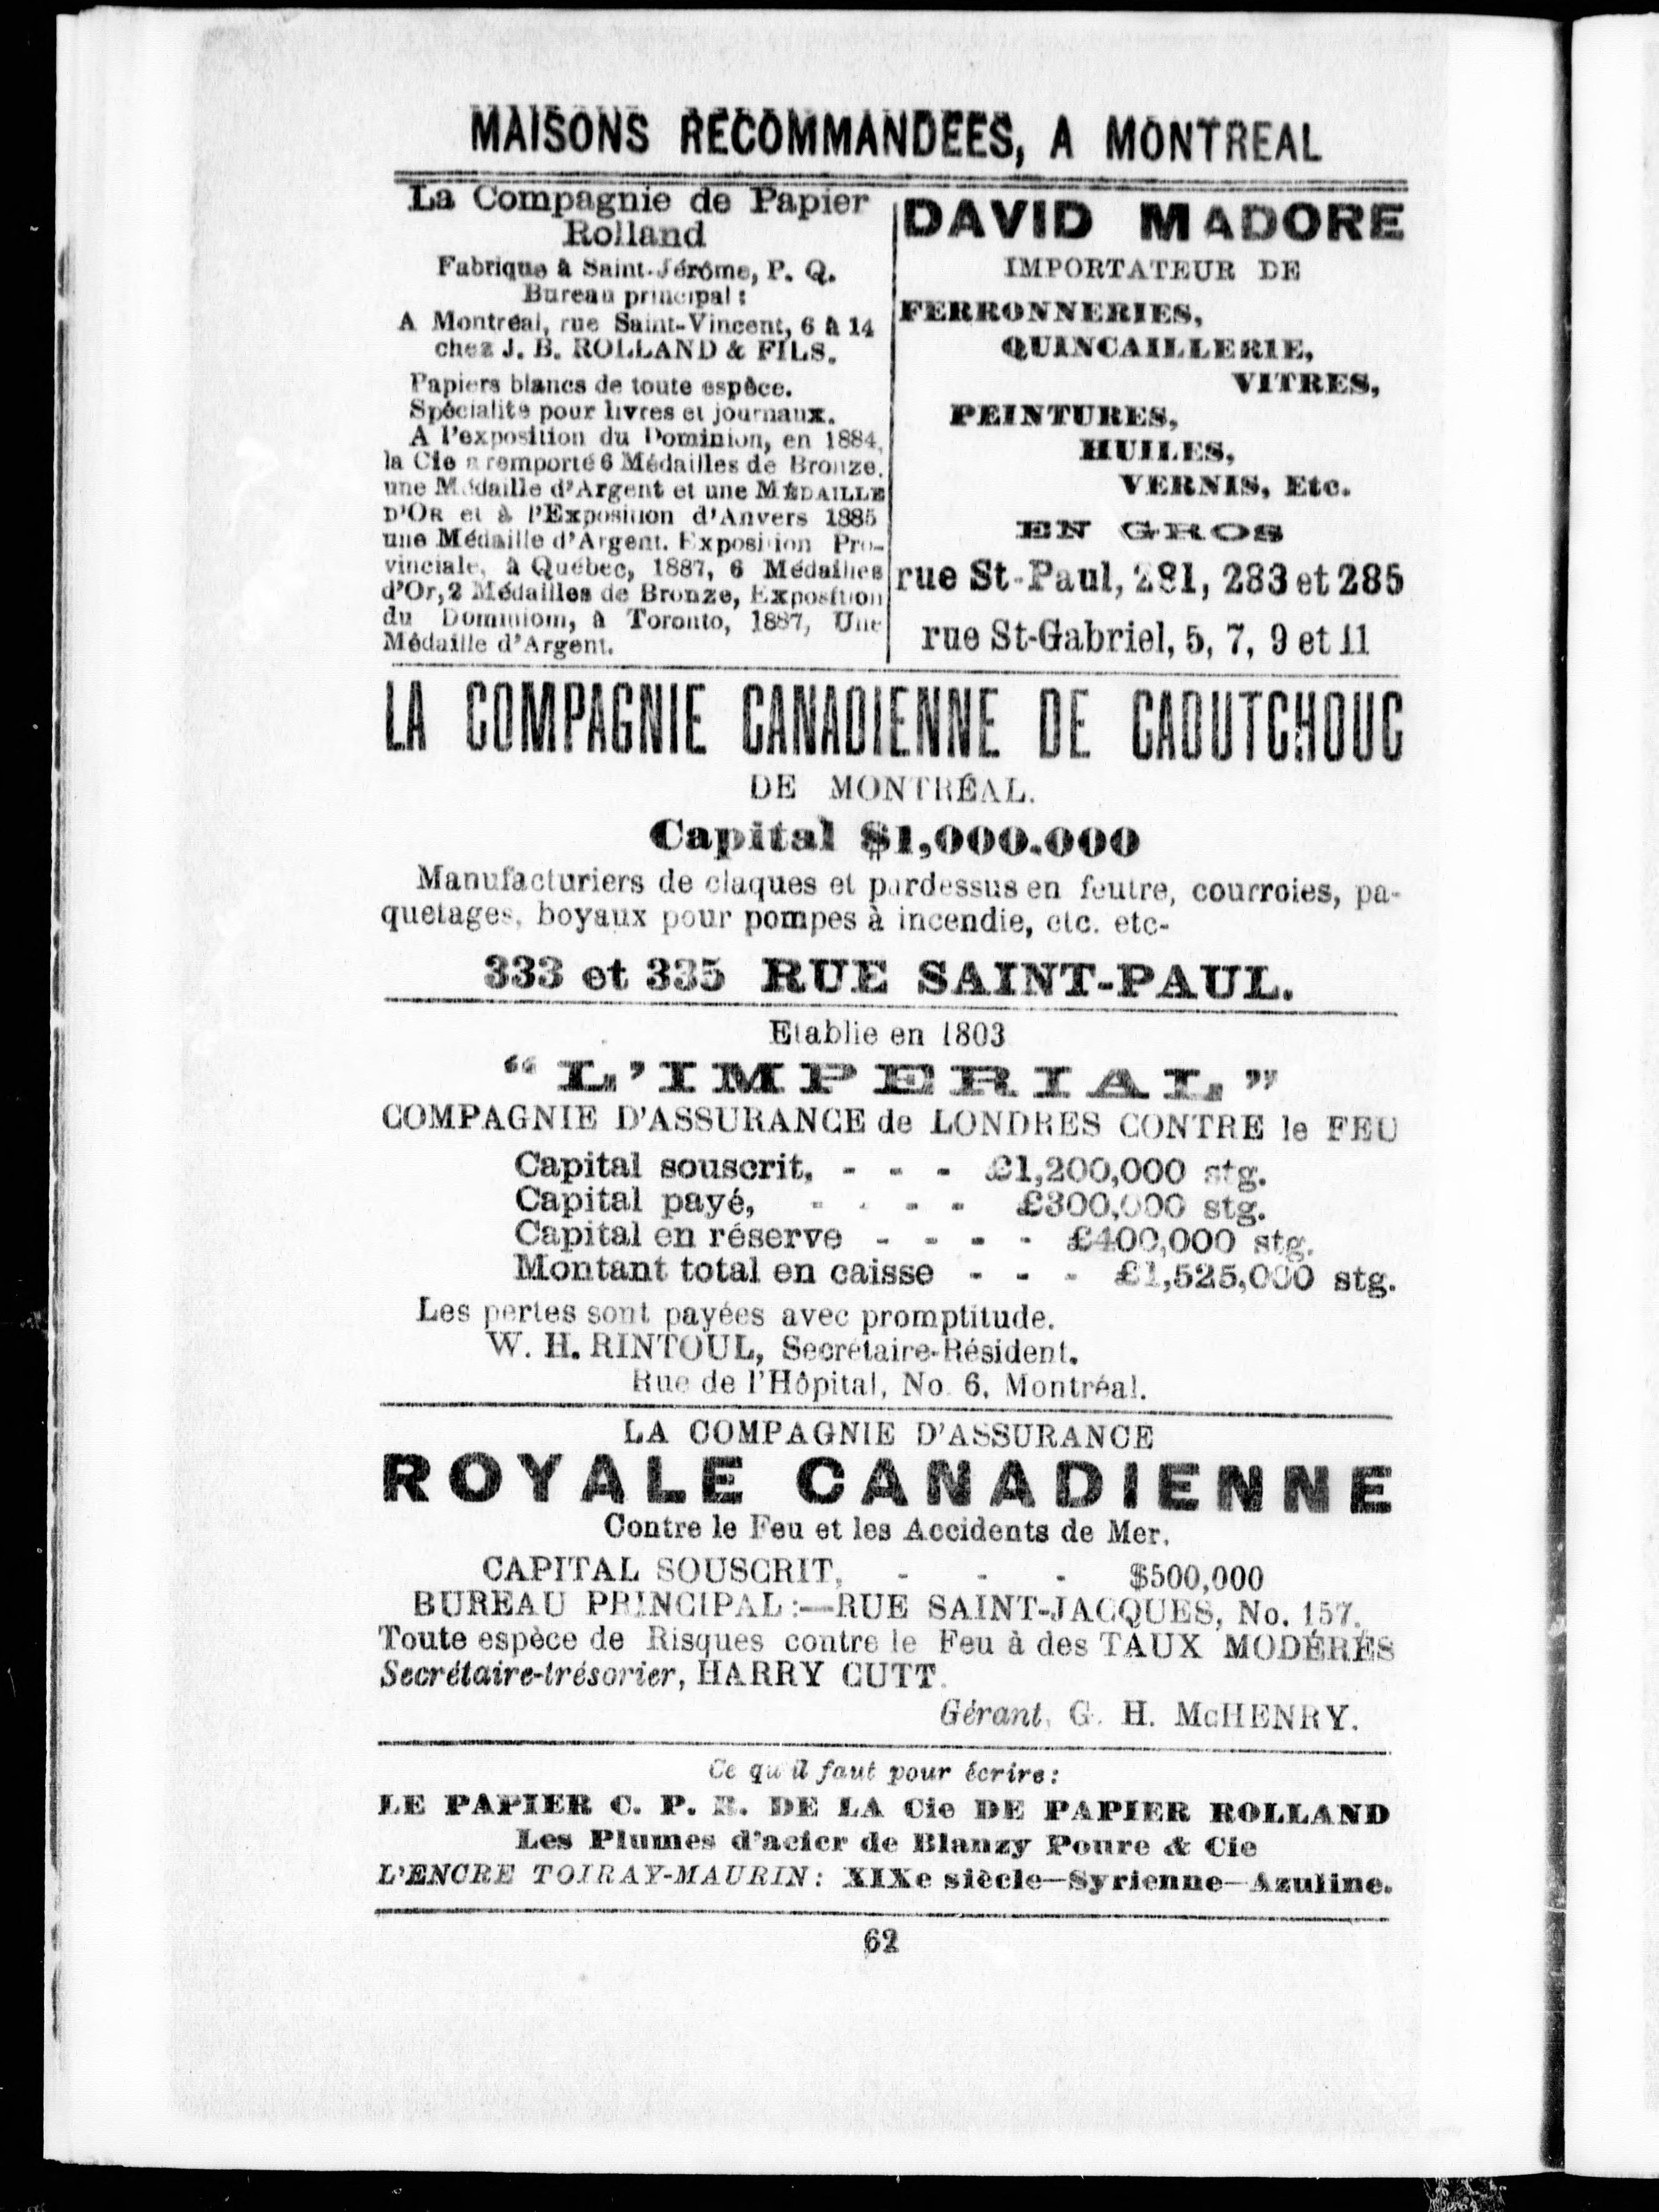 MAISONS RECOMMANDEES, A MONTREAL
La Compagnie de Papier
Rolland
Fabrique à Saint-Jérôme, P. Q.
Bureau principal :
A Montréal, rue Saint-Vincent, 6 à 14
chez J. B. ROLLAND & FILS.
Papiers blancs de toute espèce.
Spécialité pour livres et journaux.
A l'exposition du Dominion, en 1884,
la Cie a remporté 6 Médailles de Bronze,
une Médaille d'Argent et une MÉDAILLE
D'OR et à l'Exposition d'Anvers 1885
une Médaille d'Argent. Exposition Pro-
vinciale, à Québec, 1887, 6 Médailles
d'Or, 2 Médailles de Bronze, Exposition
du Dominiom, à Toronto, 1887, Une
Médaille d'Argent.
DAVID MADORE
IMPORTATEUR DE
FERRONNERIES,
QUINCAILLERIE,
VITRES,
PEINTURES,
HUILES,
VERNIS, Etc.
EN GROS
rue St-Paul, 281, 283 et 285
rue St-Gabriel, 5, 7, 9 et 11
LA COMPAGNIE CANADIENNE DE CAOUTCHOUC
DE MONTRÉAL.
Capital $1,000.000
Manufacturiers de claques et pardessus en feutre, courroies, pa-
quetages, boyaux pour pompes à incendie, etc. etc-
333 et 335 RUE SAINT-PAUL.
Etablie en 1803
“L'IMPERIAL”
COMPAGNIE D'ASSURANCE de LONDRES CONTRE le FEU
Capital souscrit, - - - £1,200,000 stg.
Capital payé, - - - - £300,000 stg.
Capital en réserve - - - - £400,000 stg.
Montant total en caisse - - - £1,525,000 stg.
Les pertes sont payées avec promptitude.
W. H. RINTOUL, Secrétaire-Résident.
Rue de l'Hôpital, No. 6, Montréal.
LA COMPAGNIE D'ASSURANCE
ROYALE CANADIENNE
Contre le Feu et les Accidents de Mer.
CAPITAL SOUSCRIT, - - - $500,000
BUREAU PRINCIPAL :—RUE SAINT-JACQUES, No. 157.
Toute espèce de Risques contre le Feu à des TAUX MODÉRÉS
Secrétaire-trésorier, HARRY CUTT.
Gérant, G. H. McHENRY.
Ce qu'il faut pour écrire:
LE PAPIER C. P. R. DE LA Cie DE PAPIER ROLLAND
Les Plumes d'acier de Blanzy Poure & Cie
L'ENCRE TOIRAY-MAURIN: XIXe siècle—Syrienne—Azuline.
62